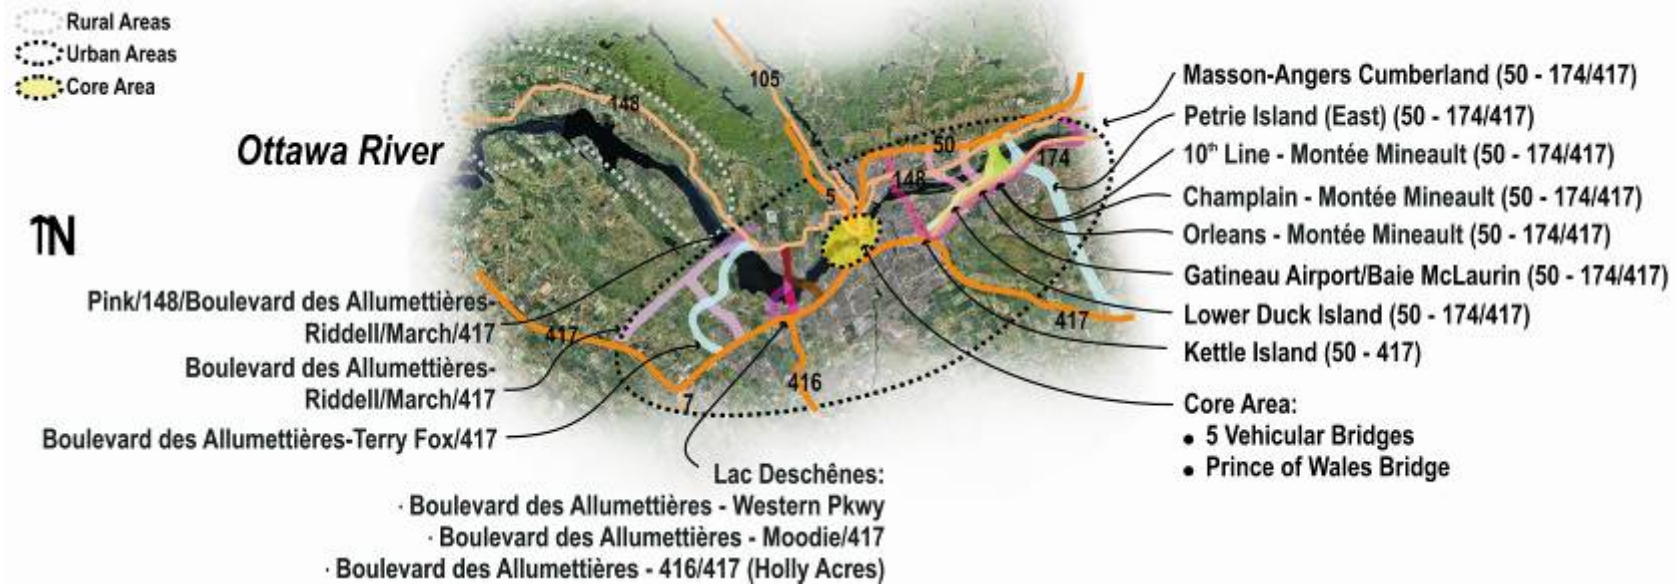 Rural Areas
Urban Areas
Core Area
Ottawa River
N
105
148
50
174
148
5
417
7
416
417
Masson-Angers Cumberland (50 - 174/417)
Petrie Island (East) (50 - 174/417)
10th Line - Montée Mineault (50 - 174/417)
Champlain - Montée Mineault (50 - 174/417)
Orleans - Montée Mineault (50 - 174/417)
Gatineau Airport/Baie McLaurin (50 - 174/417)
Lower Duck Island (50 - 174/417)
Kettle Island (50 - 417)
Core Area:
• 5 Vehicular Bridges
• Prince of Wales Bridge
Pink/148/Boulevard des Allumettières-
Riddell/March/417
Boulevard des Allumettières-
Riddell/March/417
Boulevard des Allumettières-Terry Fox/417
Lac Deschênes:
· Boulevard des Allumettières - Western Pkwy
· Boulevard des Allumettières - Moodie/417
· Boulevard des Allumettières - 416/417 (Holly Acres)